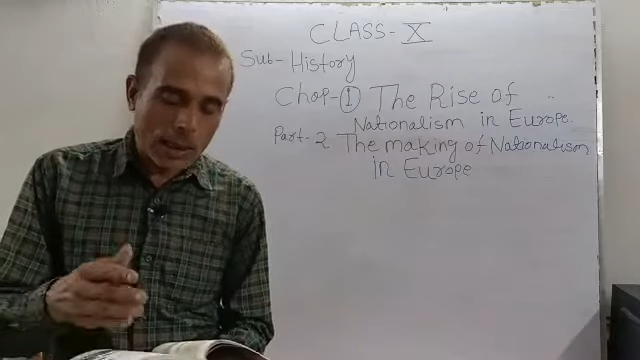 CLASS - X
Sub- History
Chap- 1 The Rise of
Nationalism in Europe.
Part- 2 The making of Nationalism
in Europe